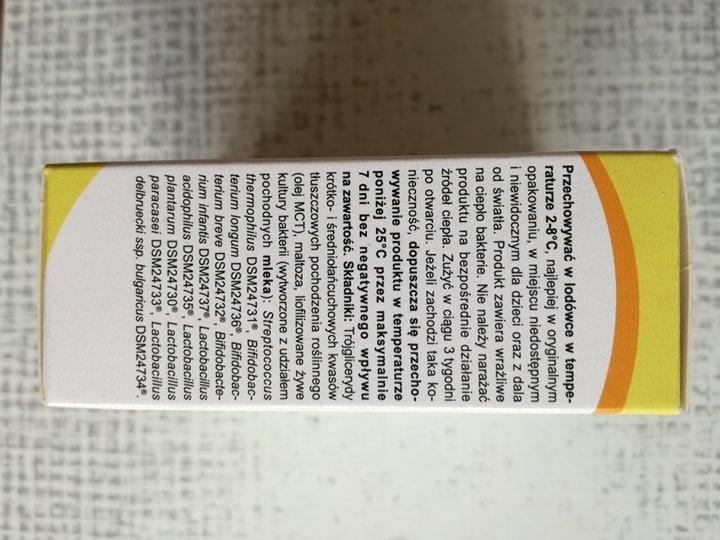 Przechowywać w lodówce w tempe-
raturze 2-8°C, najlepiej w oryginalnym
opakowaniu, w miejscu niedostępnym
i niewidocznym dla dzieci oraz z dala
od światła. Produkt zawiera wrażliwe
na ciepło bakterie. Nie należy narażać
produktu na bezpośrednie działanie
źródeł ciepła. Zużyć w ciągu 3 tygodni
po otwarciu. Jeżeli zachodzi taka ko-
nieczność, dopuszcza się przecho-
wywanie produktu w temperaturze
poniżej 25°C przez maksymalnie
7 dni bez negatywnego wpływu
na zawartość. Składniki: Trójglicerydy
krótko- i średniołańcuchowych kwasów
tłuszczowych pochodzenia roślinnego
(olej MCT), maltoza, liofilizowane żywe
kultury bakterii (wytworzone z udziałem
pochodnych mleka): Streptococcus
thermophilus DSM24731®, Bifidobac-
terium longum DSM24736®, Bifidobac-
terium breve DSM24732®, Bifidobacte-
rium infantis DSM24737®, Lactobacillus
acidophilus DSM24735®, Lactobacillus
plantarum DSM24730®, Lactobacillus
paracasei DSM24733®, Lactobacillus
delbruecki ssp. bulgaricus DSM24734®.